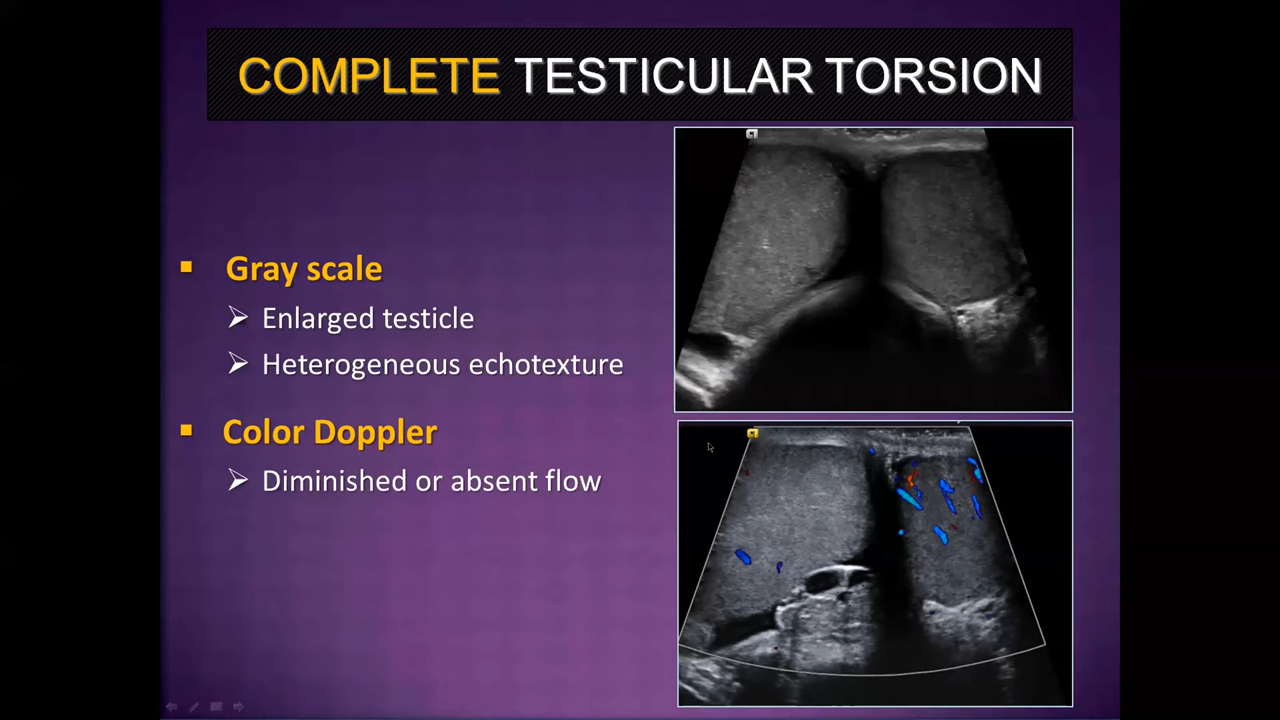 COMPLETE TESTICULAR TORSION
Gray scale
Enlarged testicle
Heterogeneous echotexture
Color Doppler
Diminished or absent flow